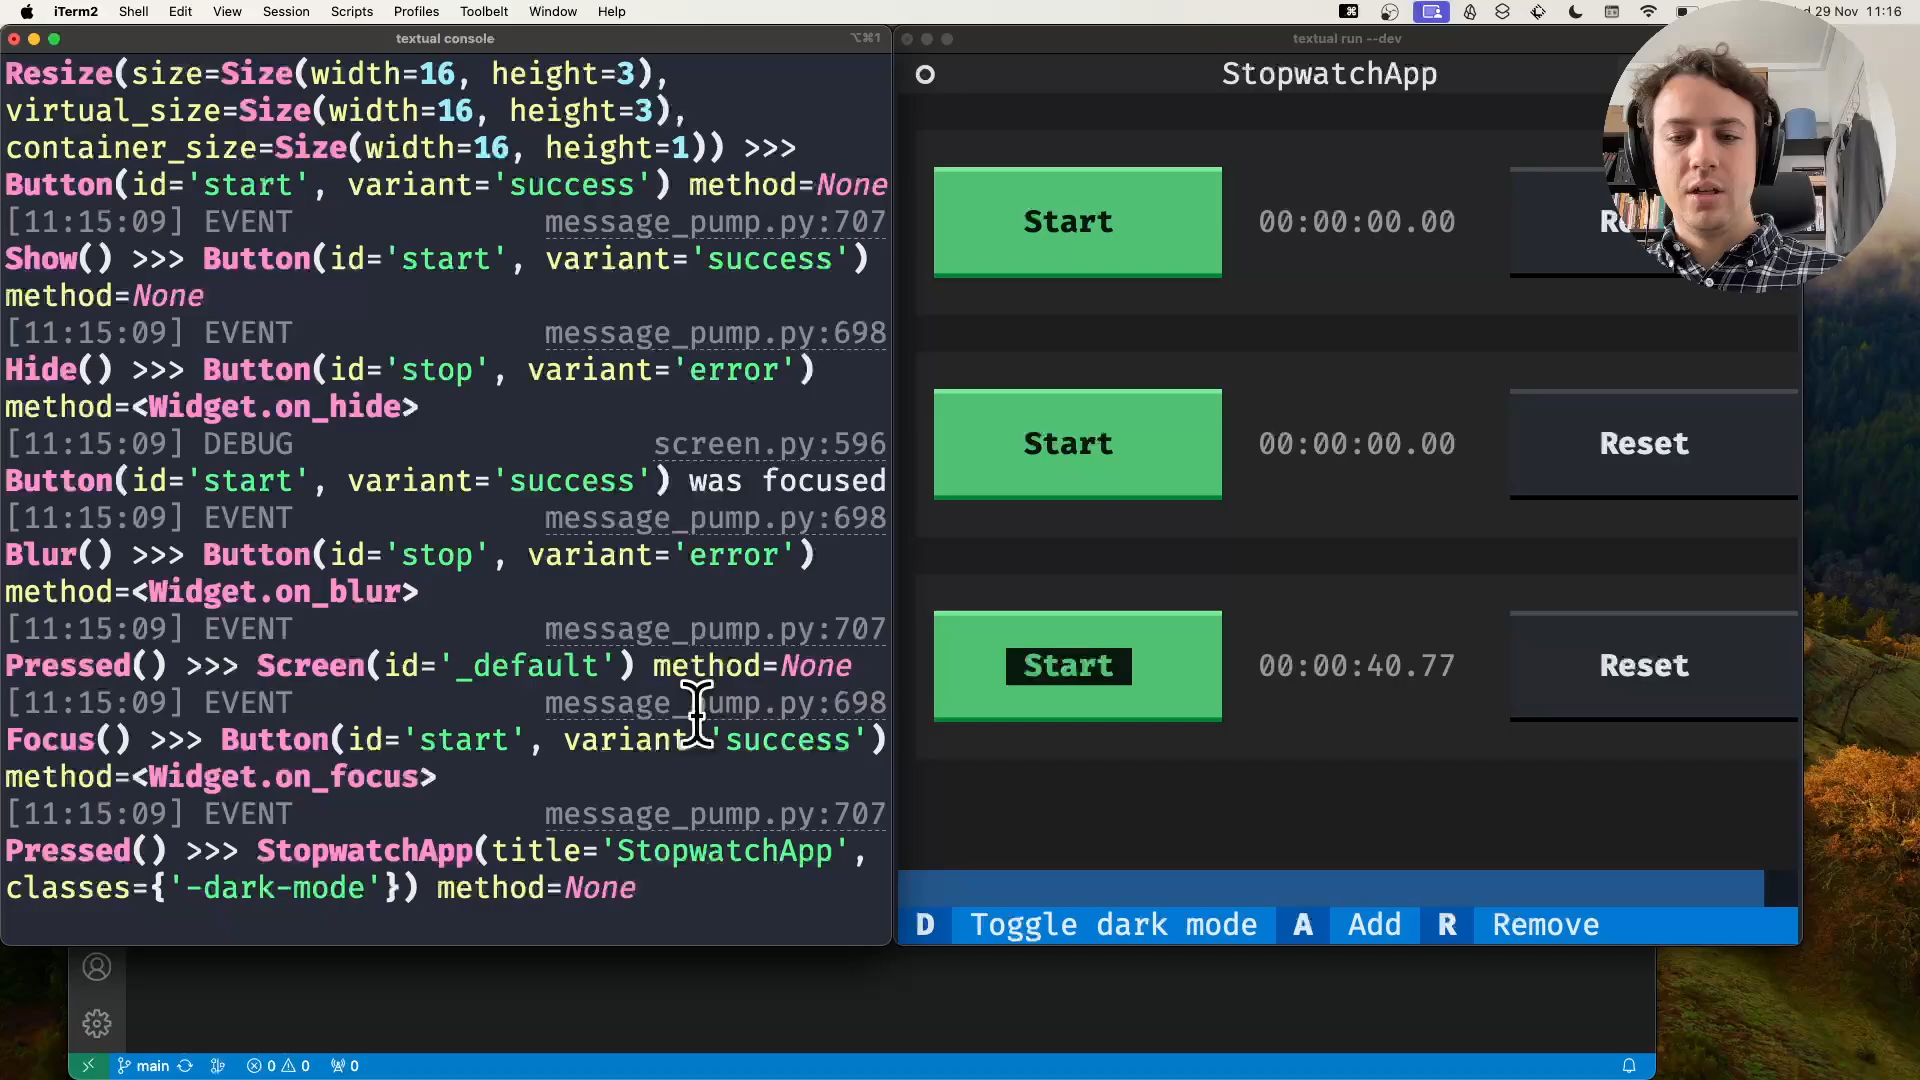 iTerm2 Shell Edit View Session Scripts Profiles Toolbelt Window Help
29 Nov 11:16
textual console ⌥⌘1
Resize(size=Size(width=16, height=3),
virtual_size=Size(width=16, height=3),
container_size=Size(width=16, height=1)) >>>
Button(id='start', variant='success') method=None
[11:15:09] EVENT message_pump.py:707
Show() >>> Button(id='start', variant='success')
method=None
[11:15:09] EVENT message_pump.py:698
Hide() >>> Button(id='stop', variant='error')
method=<Widget.on_hide>
[11:15:09] DEBUG screen.py:596
Button(id='start', variant='success') was focused
[11:15:09] EVENT message_pump.py:698
Blur() >>> Button(id='stop', variant='error')
method=<Widget.on_blur>
[11:15:09] EVENT message_pump.py:707
Pressed() >>> Screen(id='_default') method=None
[11:15:09] EVENT message_pump.py:698
Focus() >>> Button(id='start', variant='success')
method=<Widget.on_focus>
[11:15:09] EVENT message_pump.py:707
Pressed() >>> StopwatchApp(title='StopwatchApp',
classes={'-dark-mode'}) method=None
textual run --dev
StopwatchApp
Start 00:00:00.00
Start 00:00:00.00 Reset
Start 00:00:40.77 Reset
D Toggle dark mode A Add R Remove
main 0 0 0